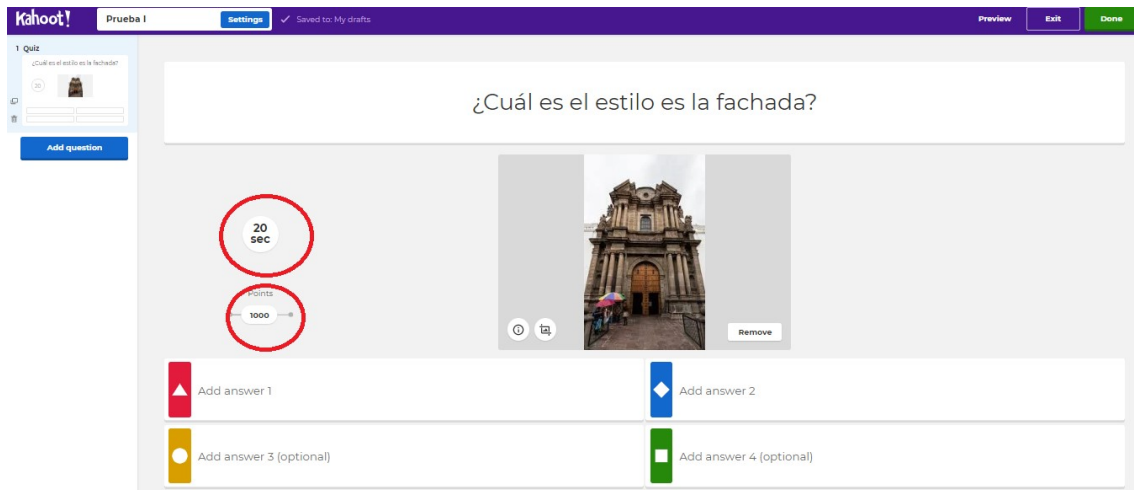 Kahoot!
Prueba I
Settings
✓ Saved to: My drafts
Preview
Exit
Done
1 Quiz
¿Cuál es el estilo es la fachada?
20
Add question
¿Cuál es el estilo es la fachada?
20
sec
Points
1000
Remove
Add answer 1
Add answer 2
Add answer 3 (optional)
Add answer 4 (optional)